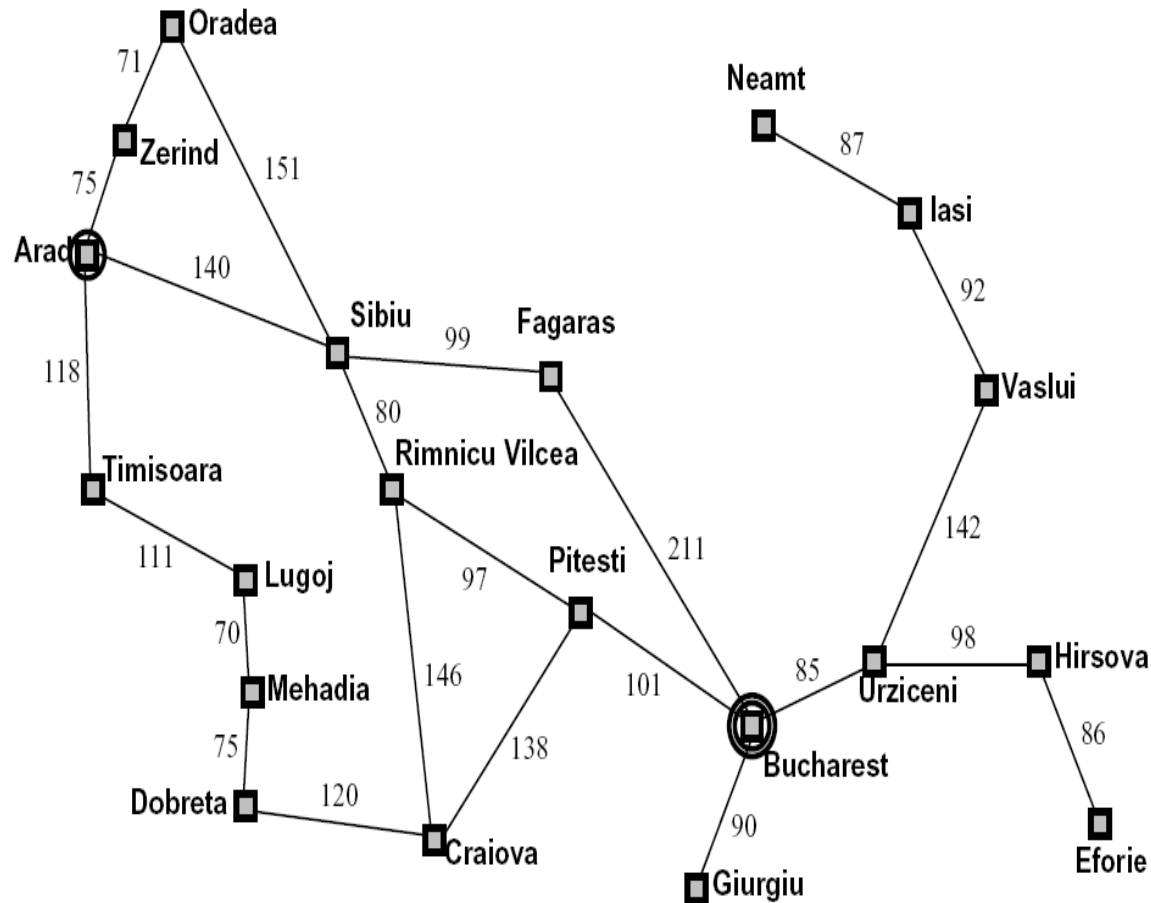 Oradea
71
Neamt
87
Zerind
151
75
Iasi
Arad
140
92
Sibiu
Fagaras
99
118
Vaslui
80
Rimnicu Vilcea
Timisoara
142
111
211
Pitesti
Lugoj
97
70
98
Hirsova
85
146
101
Urziceni
Mehadia
86
75
138
Bucharest
Dobreta
120
90
Craiova
Eforie
Giurgiu